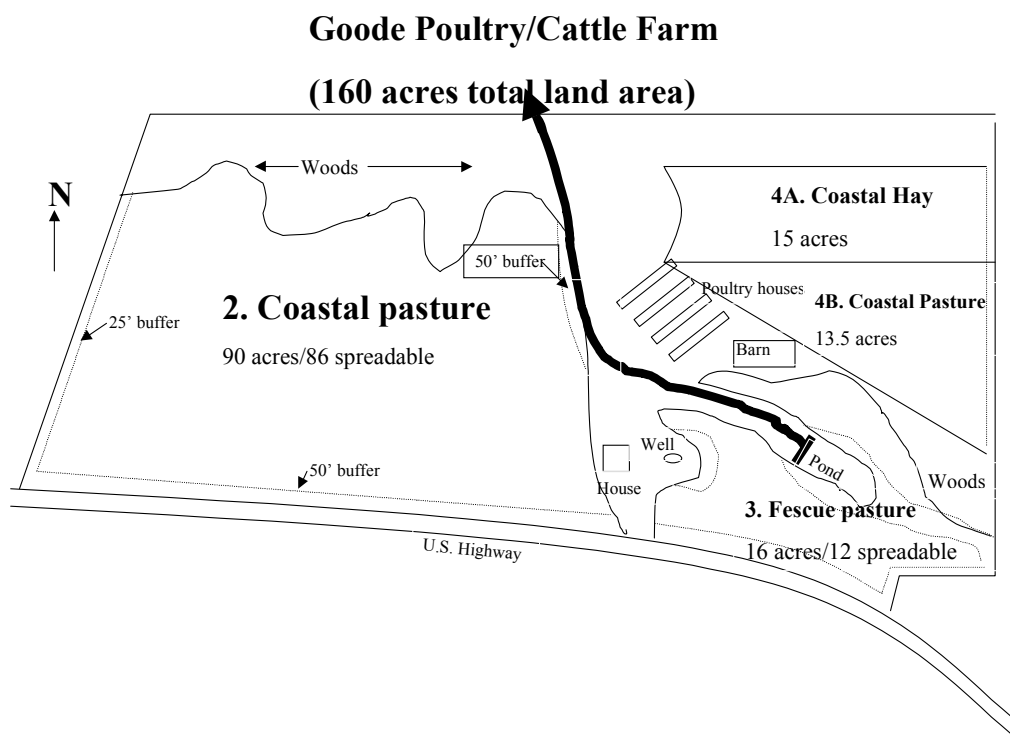 Goode Poultry/Cattle Farm
(160 acres total land area)
Woods
N
4A. Coastal Hay
15 acres
50’ buffer
Poultry houses
4B. Coastal Pasture
2. Coastal pasture
25’ buffer
13.5 acres
90 acres/86 spreadable
Barn
Well
50’ buffer
Pond
House
Woods
3. Fescue pasture
16 acres/12 spreadable
U.S. Highway